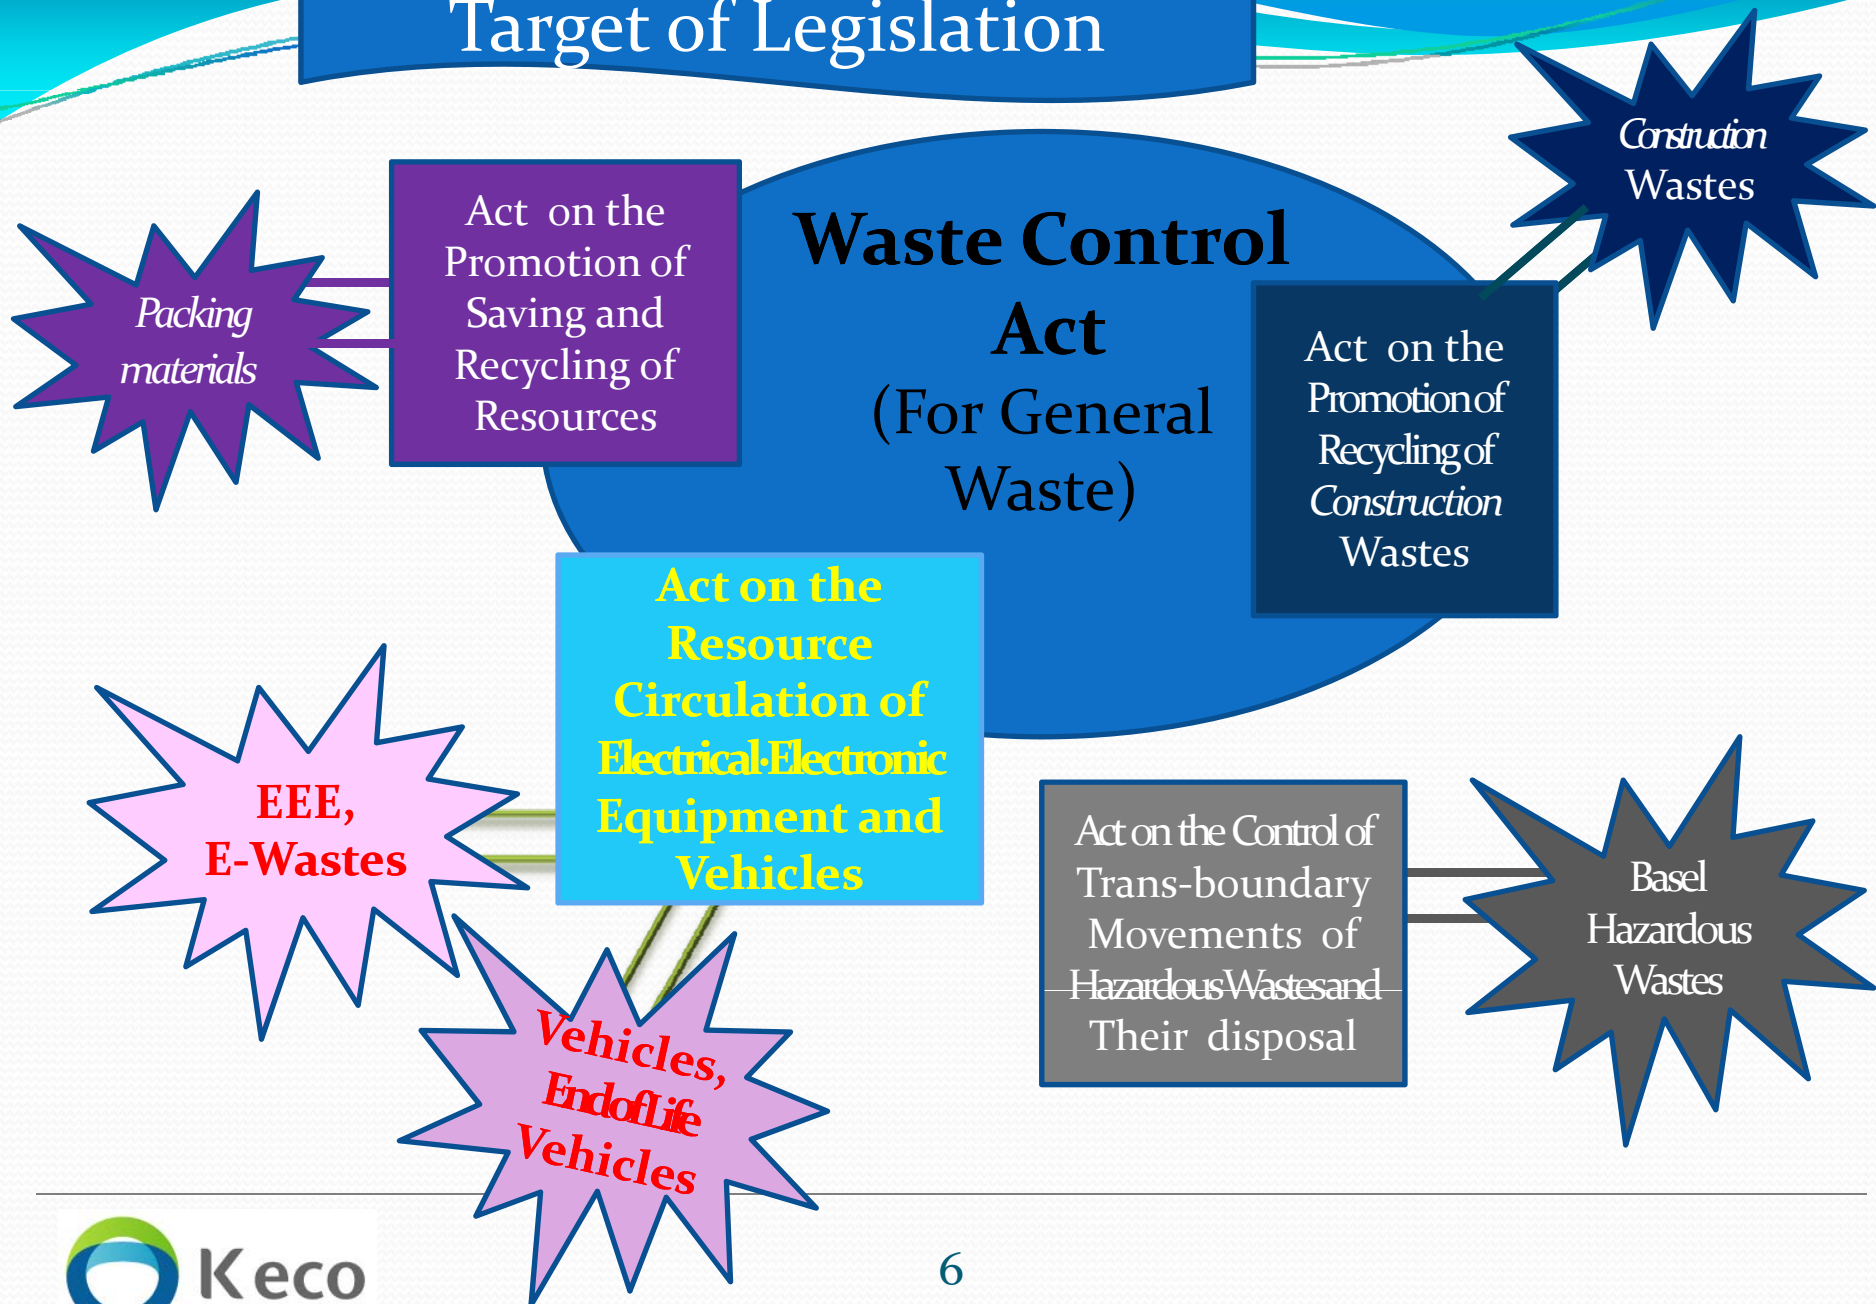 Target of Legislation
Construction
Wastes
Act on the
Promotion of
Saving and
Recycling of
Resources
Packing
materials
Waste Control
Act
(For General
Waste)
Act on the
Promotion of
Recycling of
Construction
Wastes
Act on the
Resource
Circulation of
Electrical·Electronic
Equipment and
Vehicles
EEE,
E-Wastes
Vehicles,
End of Life
Vehicles
Act on the Control of
Trans-boundary
Movements of
Hazardous Wastes and
Their disposal
Basel
Hazardous
Wastes
Keco
6